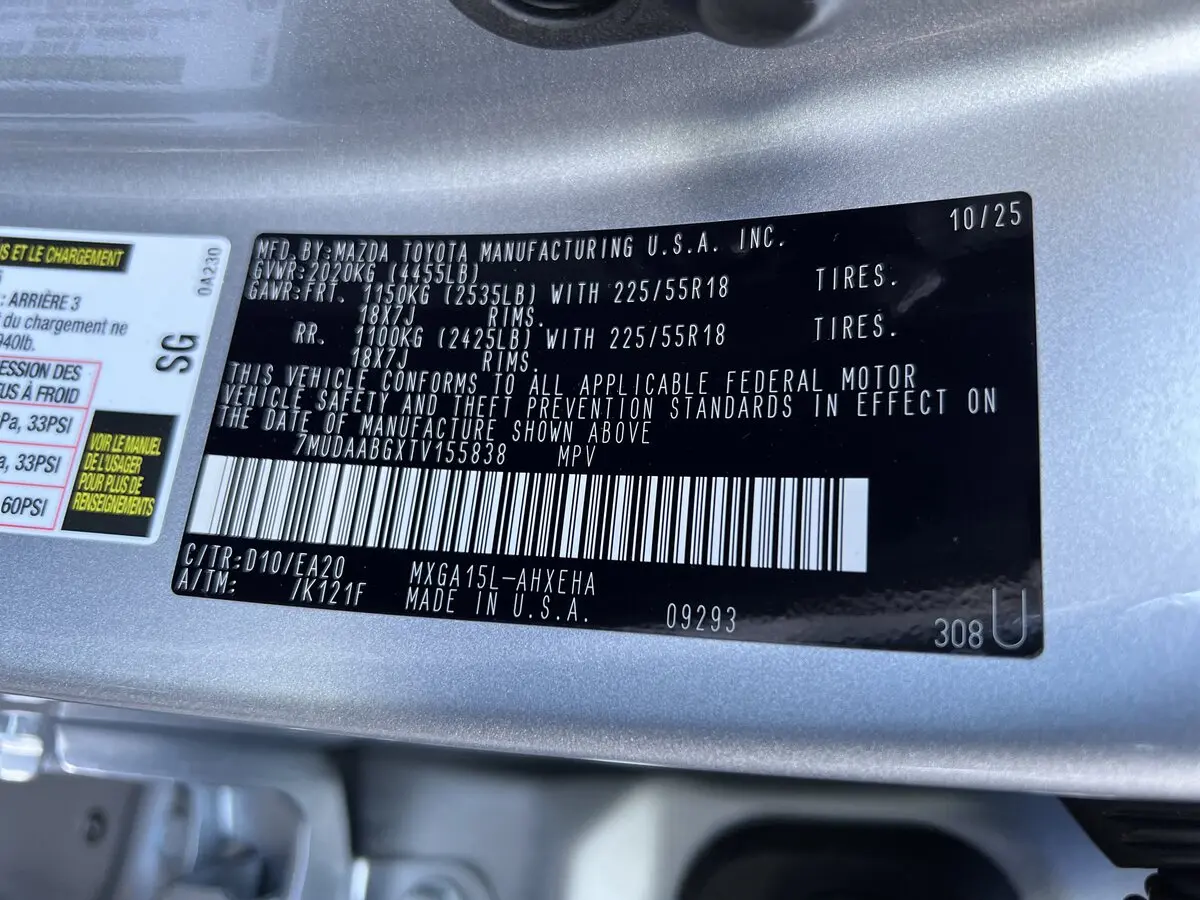 S ET LE CHARGEMENT
: ARRIÈRE 3
du chargement ne
940lb.
ESSION DES
US À FROID
Pa, 33PSI
a, 33PSI
60PSI
0A230
SG
VOIR LE MANUEL
DE L'USAGER
POUR PLUS DE
RENSEIGNEMENTS
10/25
MFD. BY:MAZDA TOYOTA MANUFACTURING U.S.A. INC.
GVWR:2020KG (4455LB)
GAWR:FRT. 1150KG (2535LB) WITH 225/55R18 TIRES.
18X7J RIMS.
RR. 1100KG (2425LB) WITH 225/55R18 TIRES.
18X7J RIMS.
THIS VEHICLE CONFORMS TO ALL APPLICABLE FEDERAL MOTOR
VEHICLE SAFETY AND THEFT PREVENTION STANDARDS IN EFFECT ON
THE DATE OF MANUFACTURE SHOWN ABOVE
7MUDAABGXTV155838 MPV
C/TR:D10/EA20 MXGA15L-AHXEHA
A/TM: /K121F MADE IN U.S.A. 09293
308 U